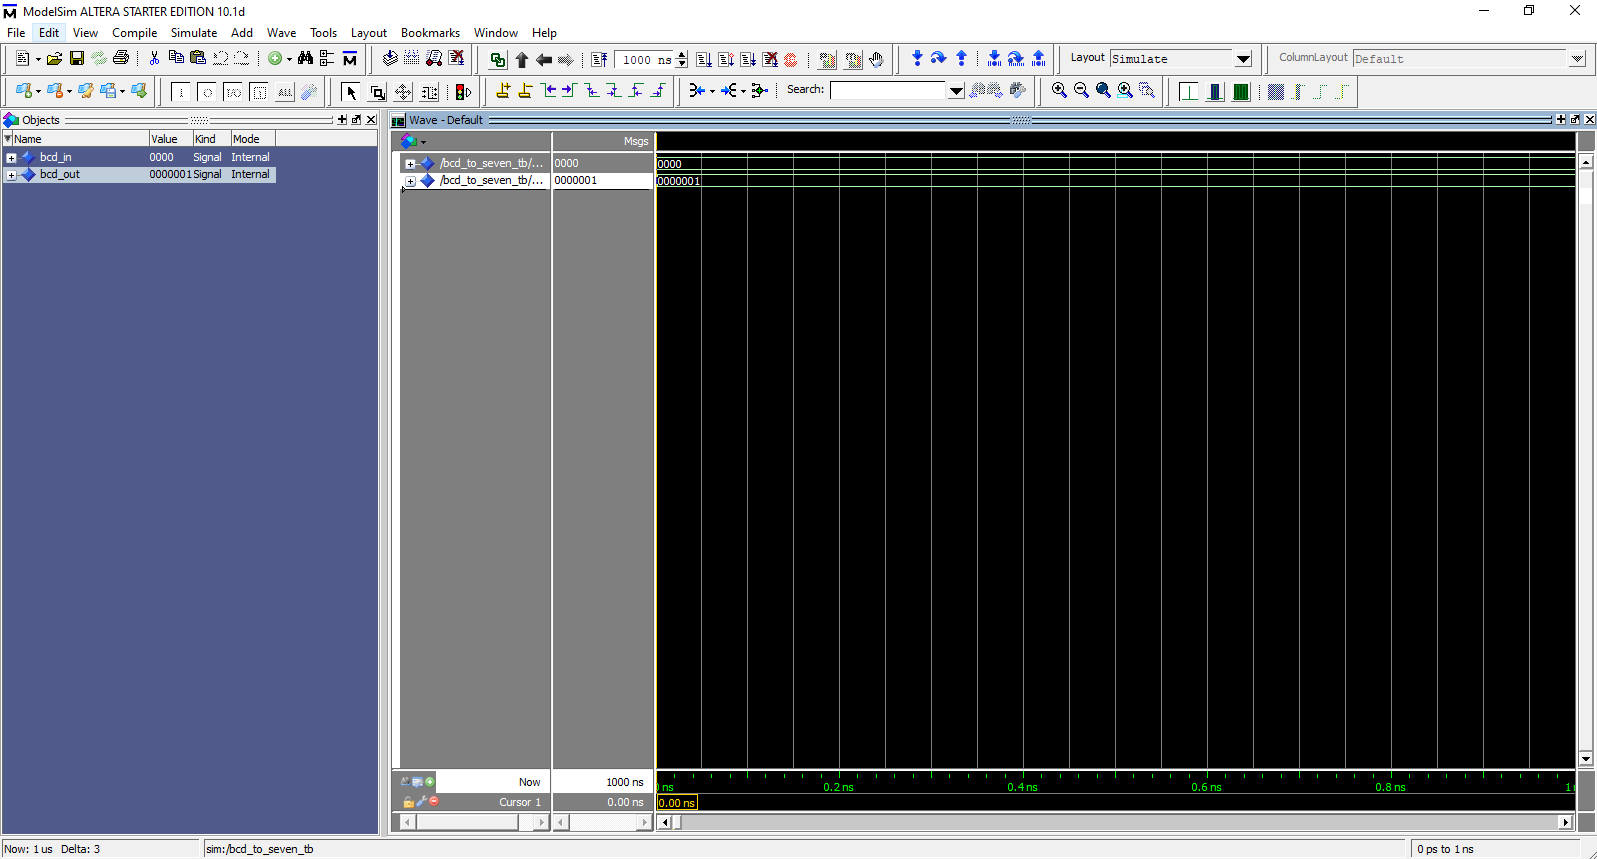 ModelSim ALTERA STARTER EDITION 10.1d
File Edit View Compile Simulate Add Wave Tools Layout Bookmarks Window Help
1000 ns
Layout Simulate
ColumnLayout Default
ALL
Search:
Objects
Name Value Kind Mode
bcd_in 0000 Signal Internal
bcd_out 0000001 Signal Internal
Wave - Default
Msgs
/bcd_to_seven_tb/... 0000 0000
/bcd_to_seven_tb/... 0000001 0000001
Now 1000 ns
ns 0.2 ns 0.4 ns 0.6 ns 0.8 ns 1
Cursor 1 0.00 ns 0.00 ns
Now: 1 us Delta: 3
sim:/bcd_to_seven_tb
0 ps to 1 ns